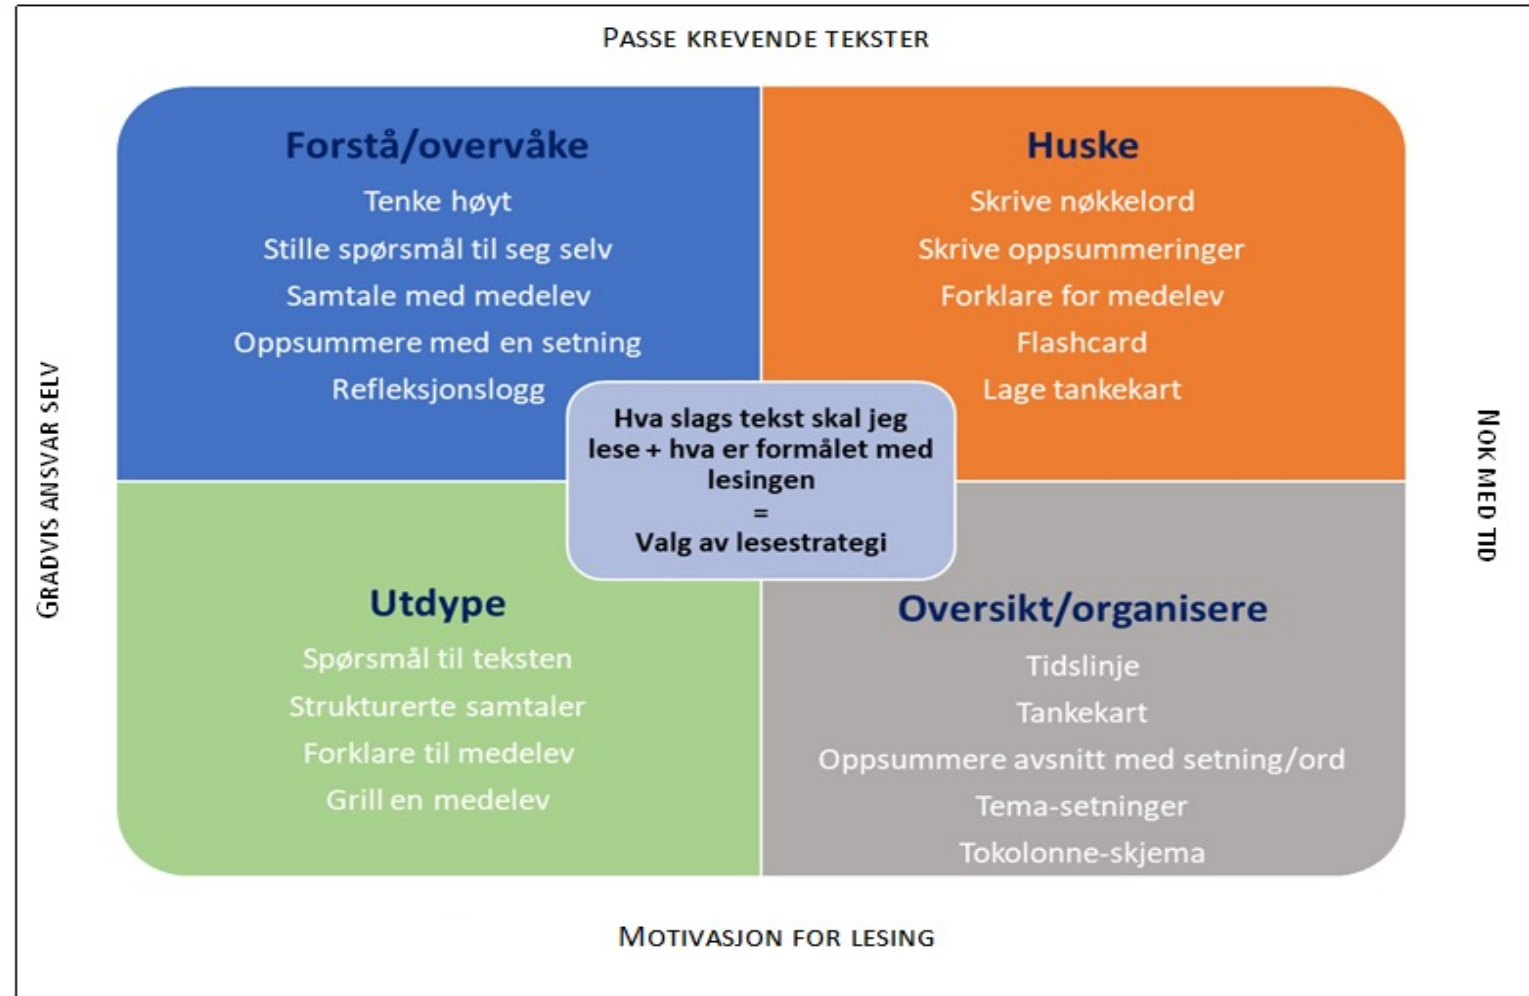 PASSE KREVENDE TEKSTER
GRADVIS ANSVAR SELV
Forstå/overvåke
Tenke høyt
Stille spørsmål til seg selv
Samtale med medelev
Oppsummere med en setning
Refleksjonslogg
Huske
Skrive nøkkelord
Skrive oppsummeringer
Forklare for medelev
Flashcard
Lage tankekart
Hva slags tekst skal jeg
lese + hva er formålet med
lesingen
=
Valg av lesestrategi
Utdype
Spørsmål til teksten
Strukturerte samtaler
Forklare til medelev
Grill en medelev
Oversikt/organisere
Tidslinje
Tankekart
Oppsummere avsnitt med setning/ord
Tema-setninger
Tokolonne-skjema
NOK MED TID
MOTIVASJON FOR LESING